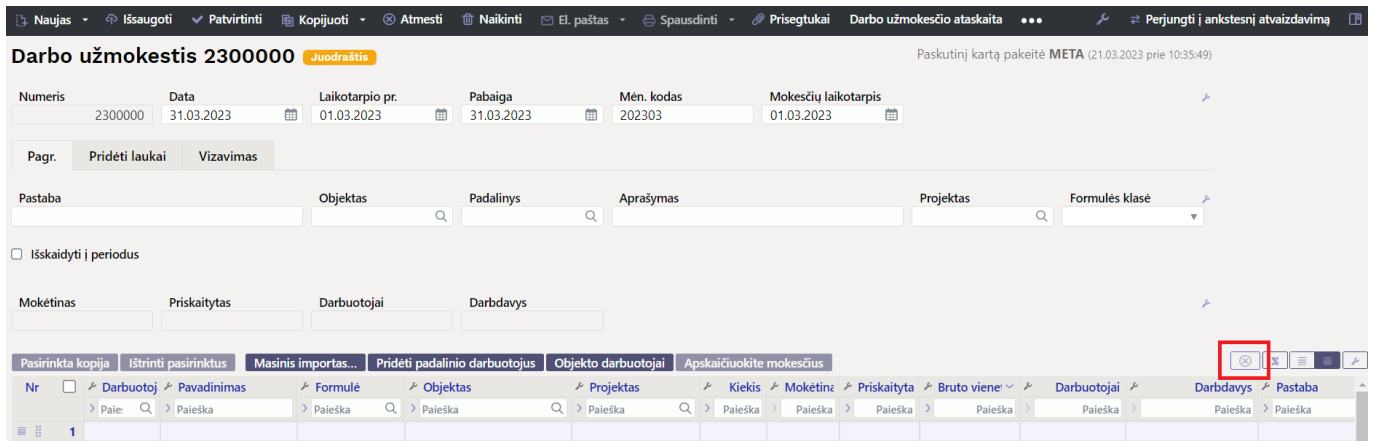 Naujas Išsaugoti Patvirtinti Kopijuoti Atmesti Naikinti El. paštas Spausdinti Prisegtukai Darbo užmokesčio ataskaita ••• Perjungti į ankstesnį atvaizdavimą
Darbo užmokestis 2300000 Juodraštis Paskutinį kartą pakeitė META (21.03.2023 prie 10:35:49)
Numeris Data Laikotarpio pr. Pabaiga Mėn. kodas Mokesčių laikotarpis
2300000 31.03.2023 01.03.2023 31.03.2023 202303 01.03.2023
Pagr. Pridėti laukai Vizavimas
Pastaba Objektas Padalinys Aprašymas Projektas Formulės klasė
Išskaidyti į periodus
Mokėtinas Priskaitytas Darbuotojai Darbdavys
Pasirinkta kopija Ištrinti pasirinktus Masinis importas... Pridėti padalinio darbuotojus Objekto darbuotojai Apskaičiuokite mokesčius
Nr Darbuotoj Pavadinimas Formulė Objektas Projektas Kiekis Mokėtina Priskaityta Bruto viene Darbuotojai Darbdavys Pastaba
Paie Paieška Paieška Paieška Paieška Paieška Paieška Paieška Paieška Paieška Paieška Paieška
1